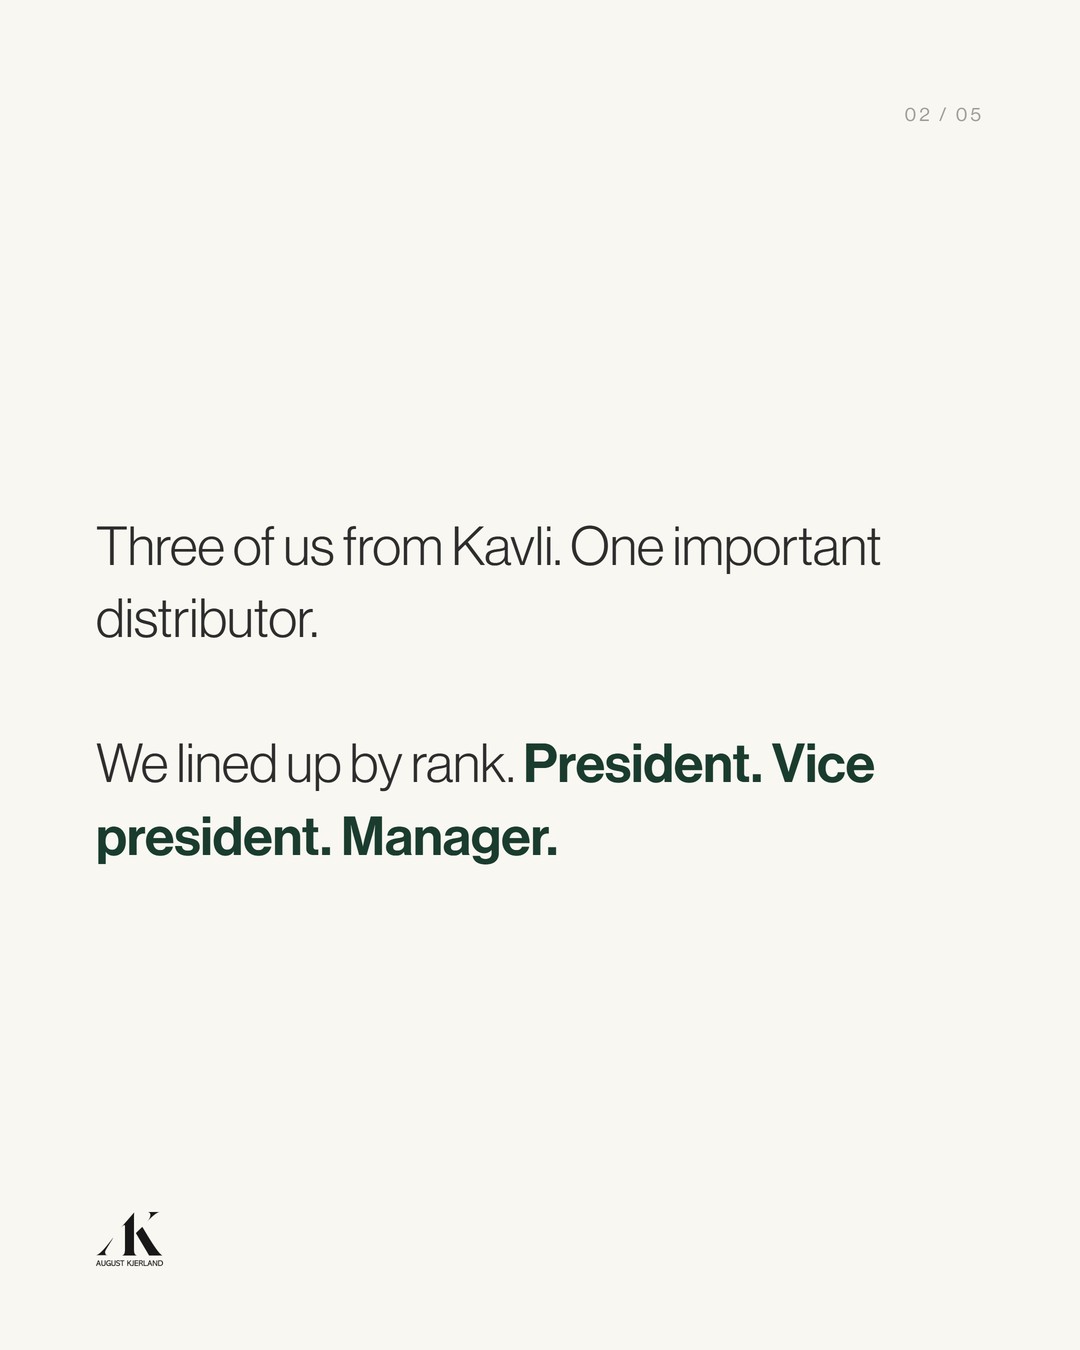 02 / 05
Three of us from Kavli. One important
distributor.
We lined up by rank. President. Vice
president. Manager.
AK
AUGUST KJERLAND